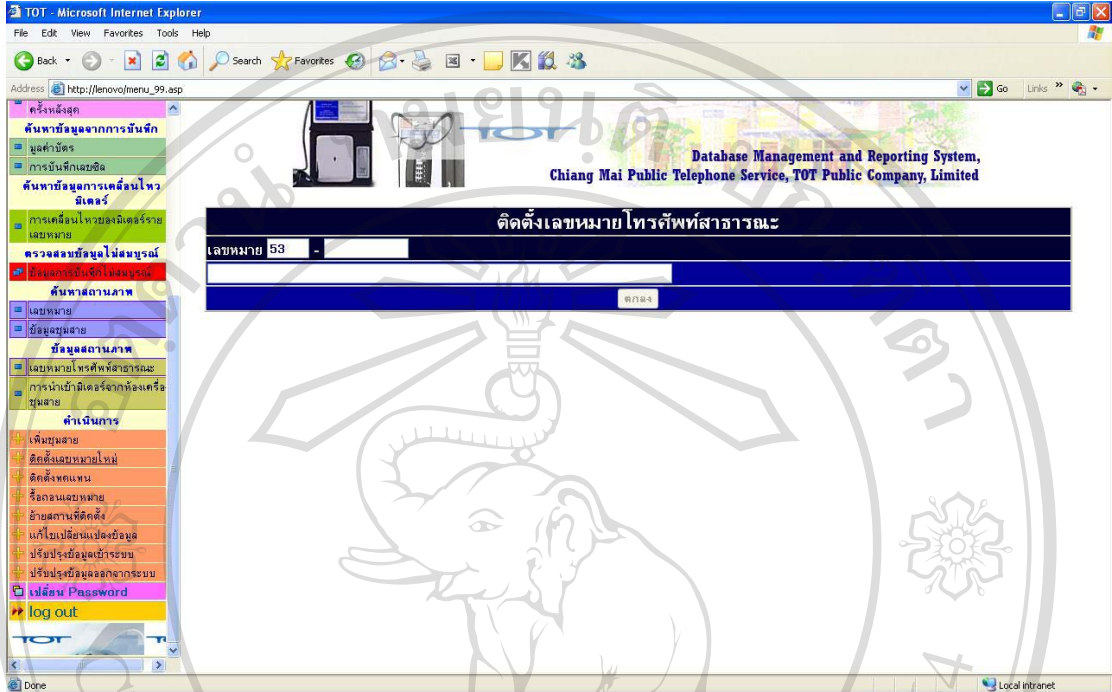 TOT - Microsoft Internet Explorer
File Edit View Favorites Tools Help
Back Search Favorites
Address http://lenovo/menu_99.asp Go Links »
ครั้งหลังสุด
ค้นหาข้อมูลจากการบันทึก
มูลค่าบัตร
การบันทึกเลขซิล
ค้นหาข้อมูลการเคลื่อนไหว
มิเตอร์
การเคลื่อนไหวของมิเตอร์ราย
เลขหมาย
ตรวจสอบข้อมูลไม่สมบูรณ์
ข้อมูลการบันทึกไม่สมบูรณ์
ค้นหาสถานภาพ
เลขหมาย
ข้อมูลชุมสาย
ข้อมูลสถานภาพ
เลขหมายโทรศัพท์สาธารณะ
การนำเข้ามิเตอร์จากห้องเครื่อ
ชุมสาย
ดำเนินการ
เพิ่มชุมสาย
ติดตั้งเลขหมายใหม่
ติดตั้งทดแทน
รื้อถอนเลขหมาย
ย้ายสถานที่ติดตั้ง
แก้ไขเปลี่ยนแปลงข้อมูล
ปรับปรุงข้อมูลเข้าระบบ
ปรับปรุงข้อมูลออกจากระบบ
เปลี่ยน Password
log out
TOT
TOT
Database Management and Reporting System,
Chiang Mai Public Telephone Service, TOT Public Company, Limited
ติดตั้งเลขหมายโทรศัพท์สาธารณะ
เลขหมาย 53 -
ตกลง
Done Local intranet